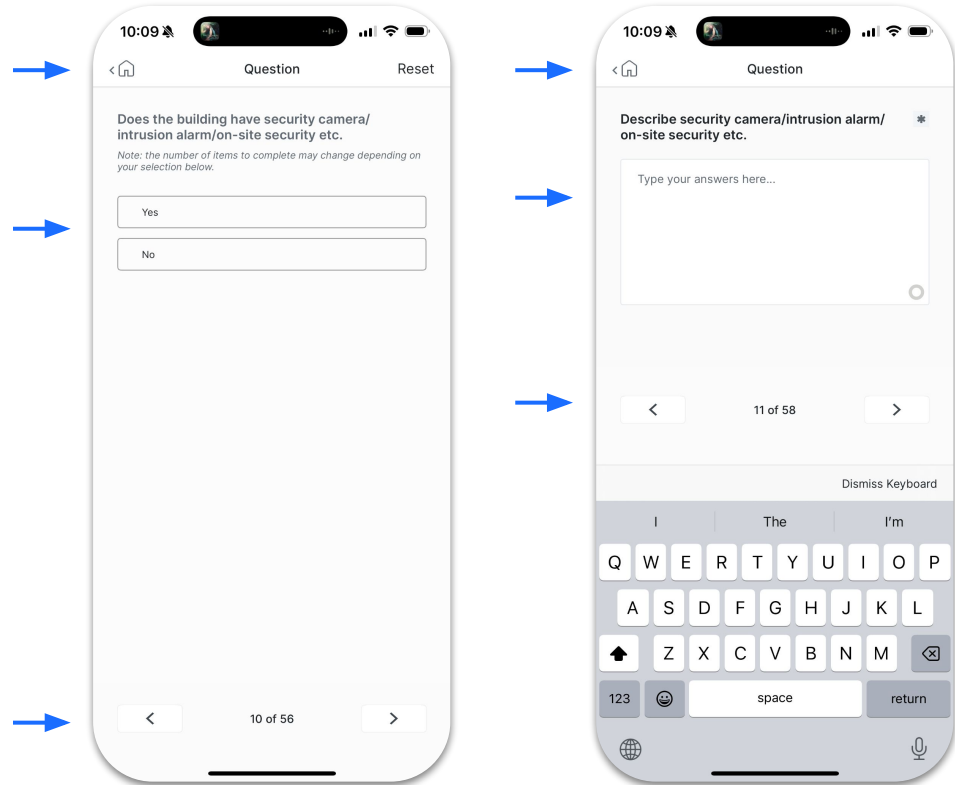 10:09
Question
Reset
Does the building have security camera/
intrusion alarm/on-site security etc.
Note: the number of items to complete may change depending on
your selection below.
Yes
No
10 of 56
10:09
Question
Describe security camera/intrusion alarm/ *
on-site security etc.
Type your answers here...
11 of 58
Dismiss Keyboard
I The I'm
Q W E R T Y U I O P
A S D F G H J K L
Z X C V B N M
123 space return